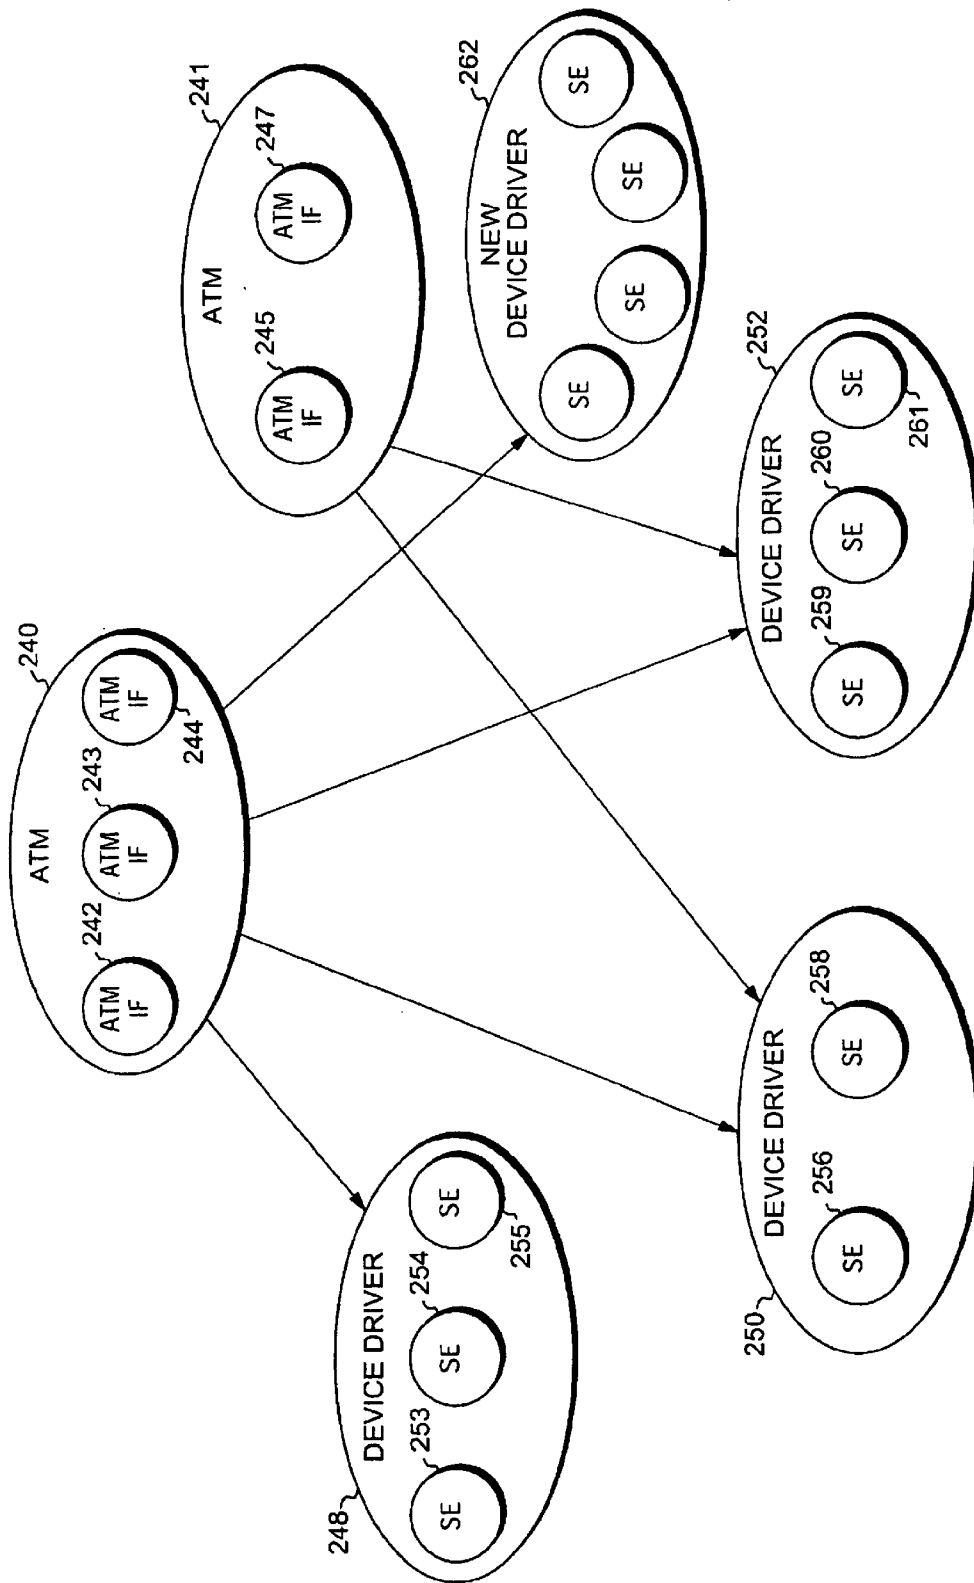 240
ATM
242
ATM
IF
243
ATM
IF
ATM
IF
244
241
ATM
245
ATM
IF
247
ATM
IF
248
DEVICE DRIVER
253
SE
254
SE
SE
255
262
NEW
DEVICE DRIVER
SE
SE
SE
SE
250
DEVICE DRIVER
256
SE
258
SE
252
DEVICE DRIVER
259
SE
260
SE
SE
261